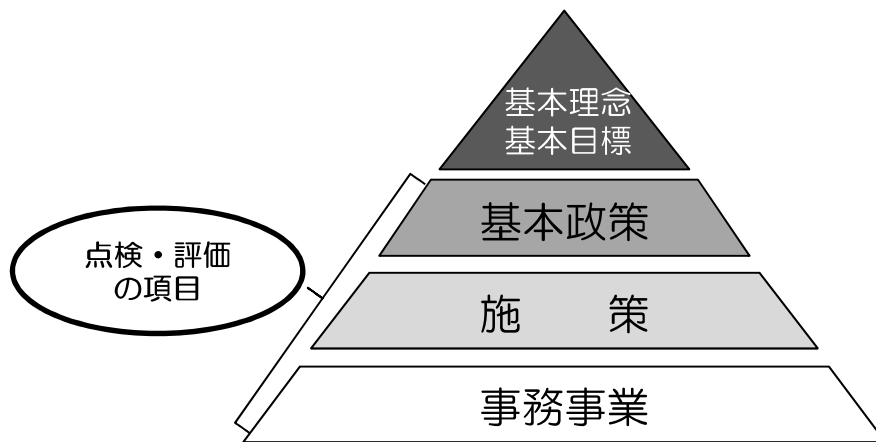 基本理念
基本目標
基本政策
点検・評価
の項目
施　　策
事務事業